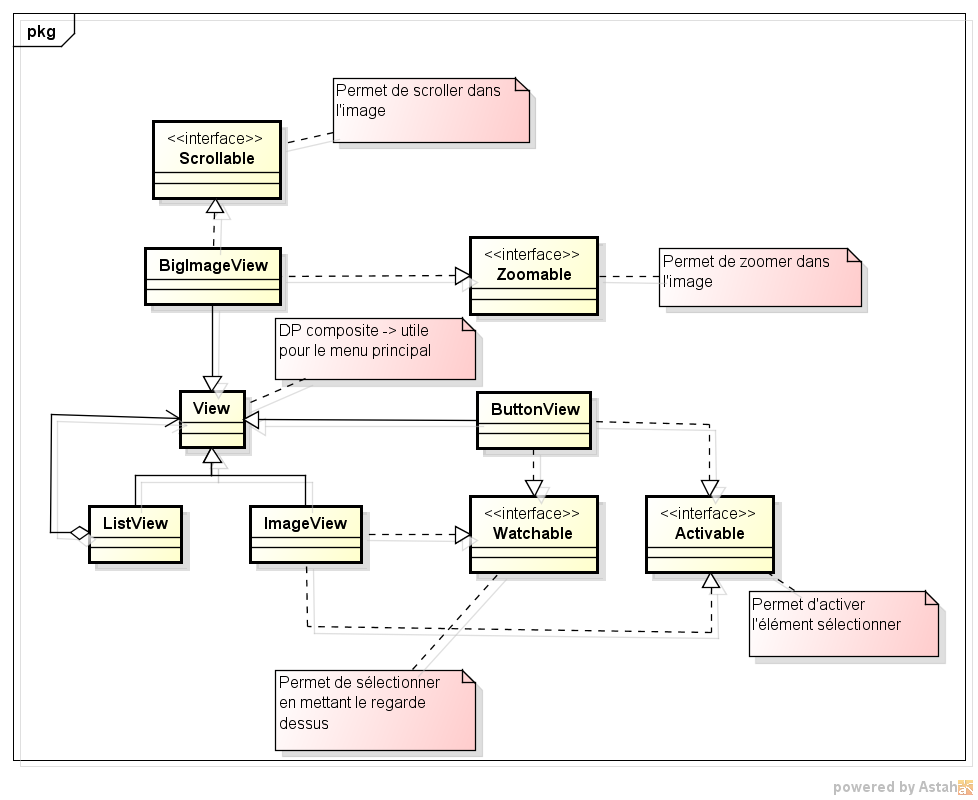 pkg
Permet de scroller dans
l'image
<<interface>>
Scrollable
BigImageView
<<interface>>
Zoomable
Permet de zoomer dans
l'image
DP composite -> utile
pour le menu principal
View
ButtonView
ListView
ImageView
<<interface>>
Watchable
<<interface>>
Activable
Permet d'activer
l'élément sélectionner
Permet de sélectionner
en mettant le regarde
dessus
powered by Astah